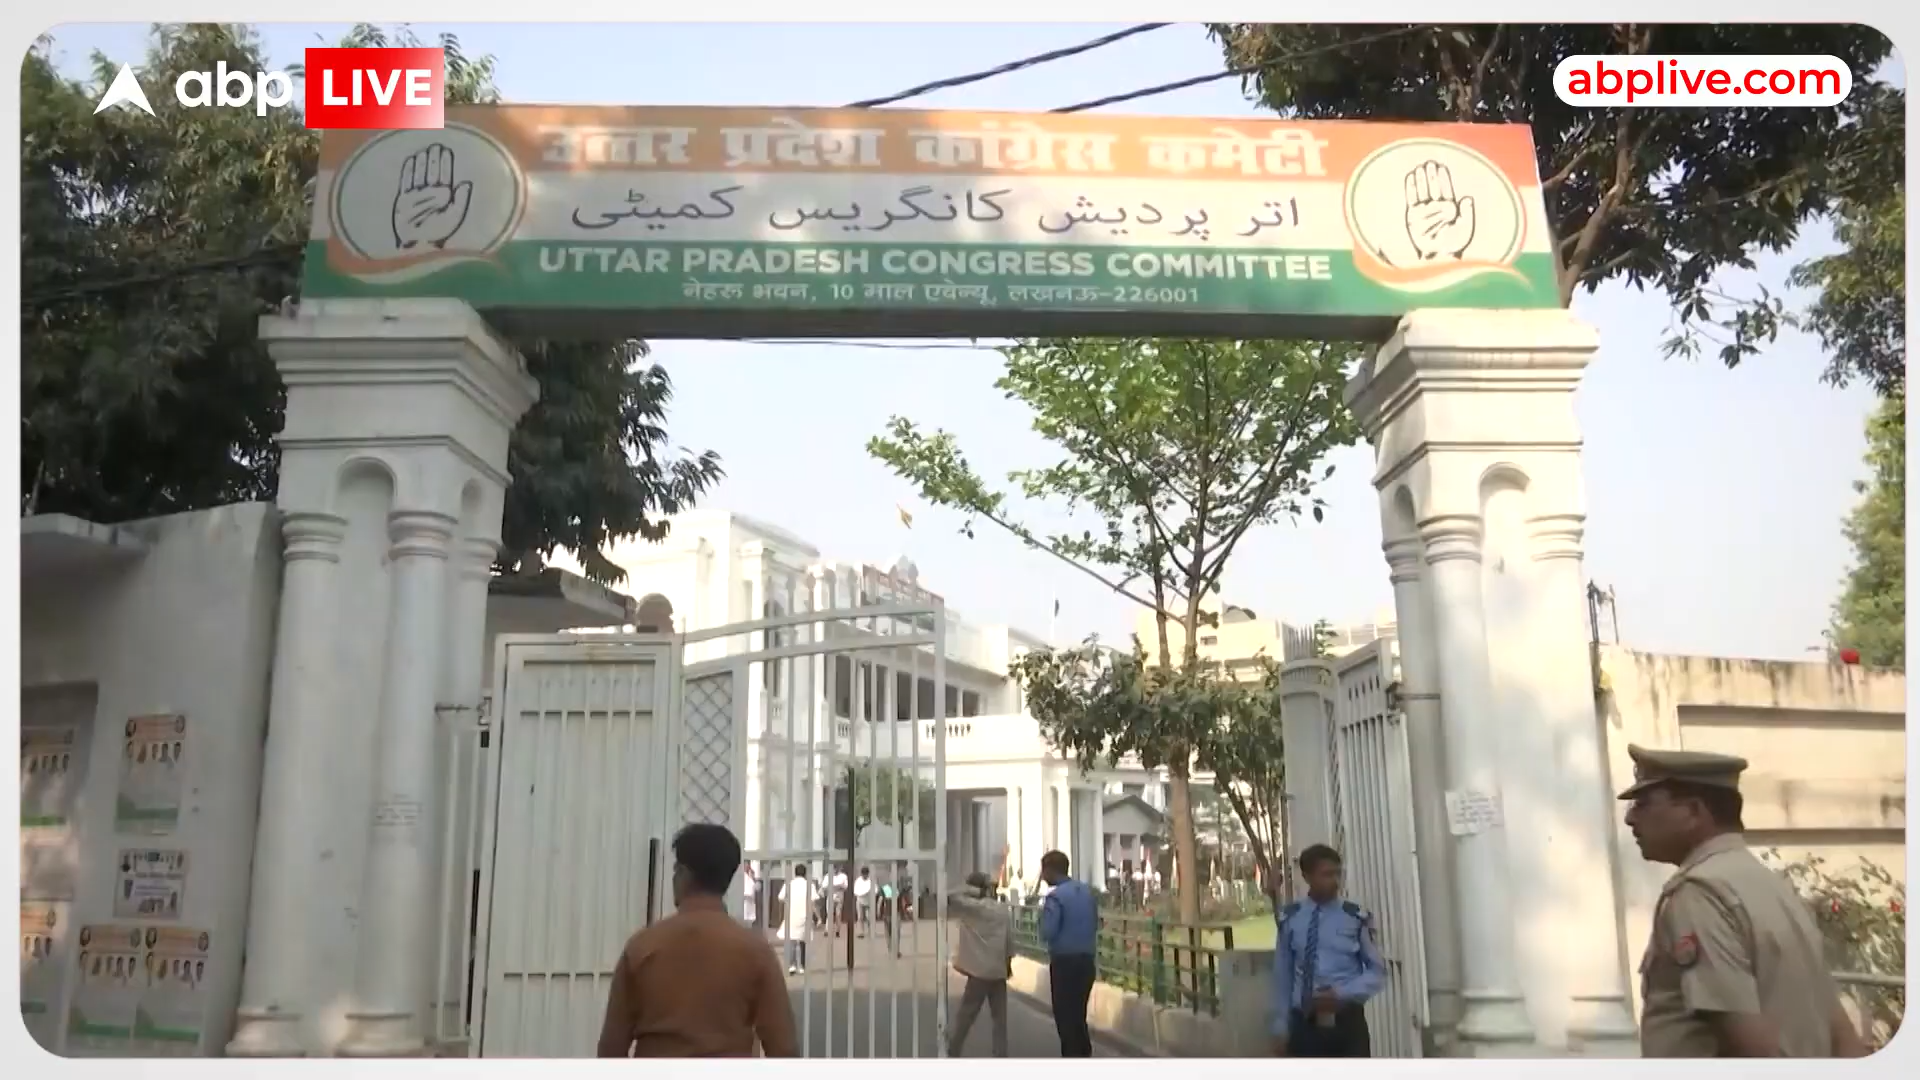 abp LIVE
abplive.com
उत्तर प्रदेश कांग्रेस कमेटी
اتر پردیش کانگریس کمیٹی
UTTAR PRADESH CONGRESS COMMITTEE
नेहरू भवन, 10 माल एवेन्यू, लखनऊ-226001